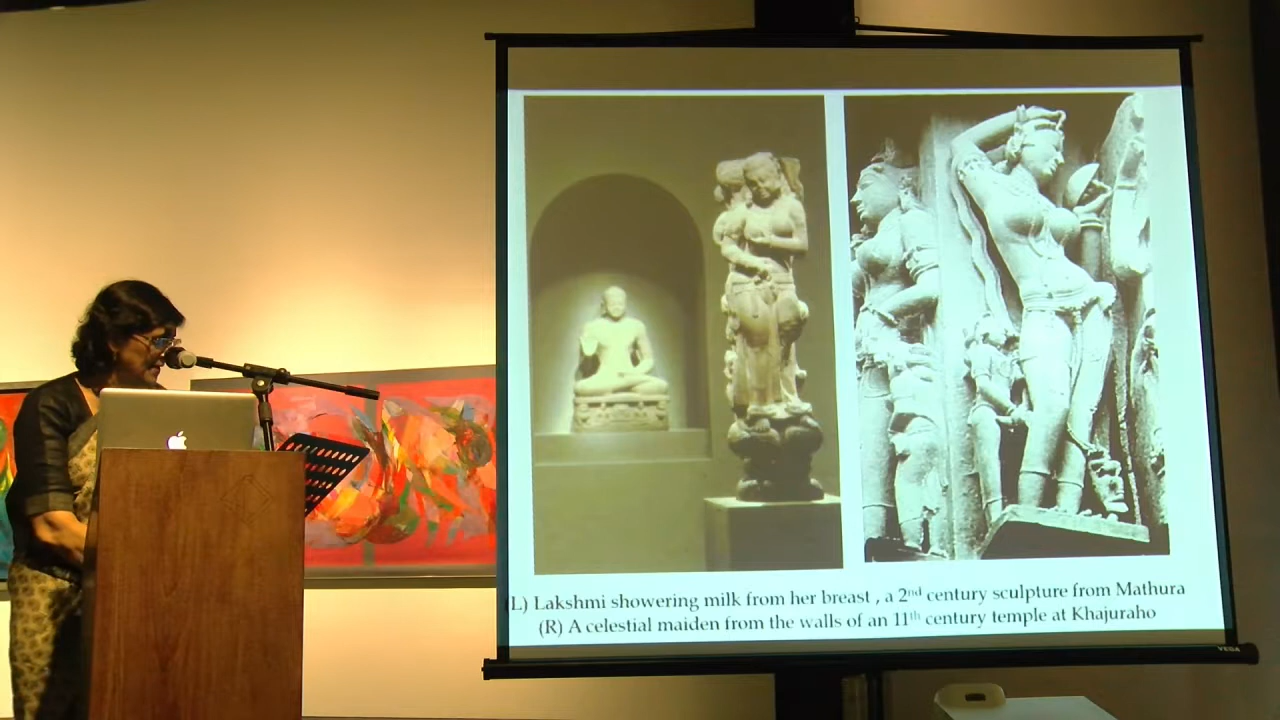 (L) Lakshmi showering milk from her breast , a 2nd century sculpture from Mathura
(R) A celestial maiden from the walls of an 11th century temple at Khajuraho
VEGA